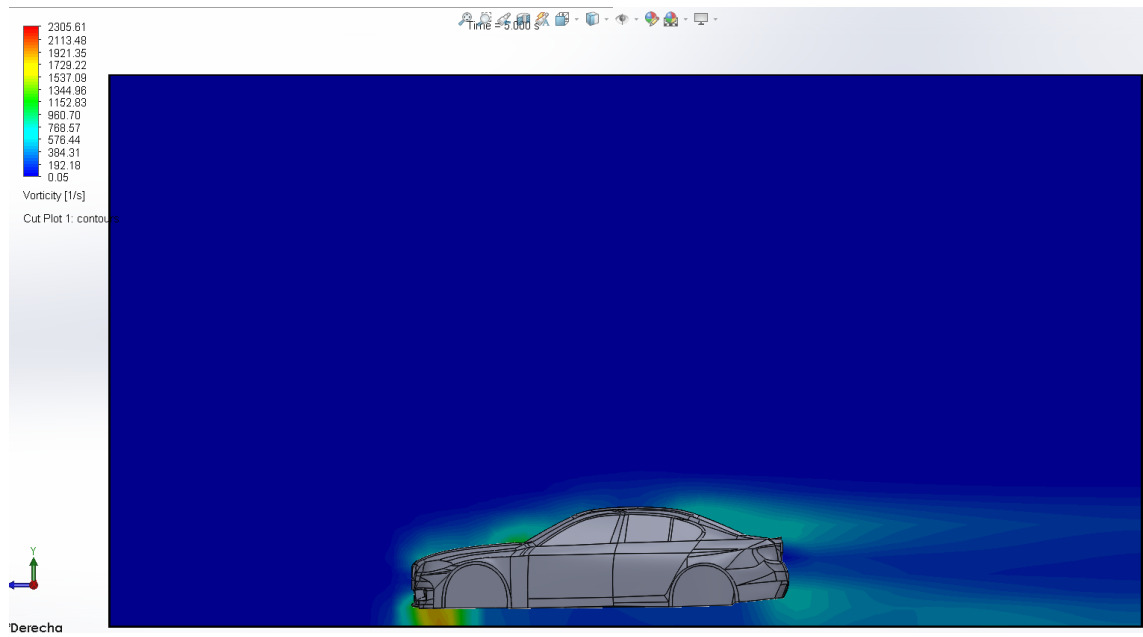 Time = 5.000 s
2305.61
2113.48
1921.35
1729.22
1537.09
1344.96
1152.83
960.70
768.57
576.44
384.31
192.18
0.05
Vorticity [1/s]
Cut Plot 1: contours
Y
*Derecha